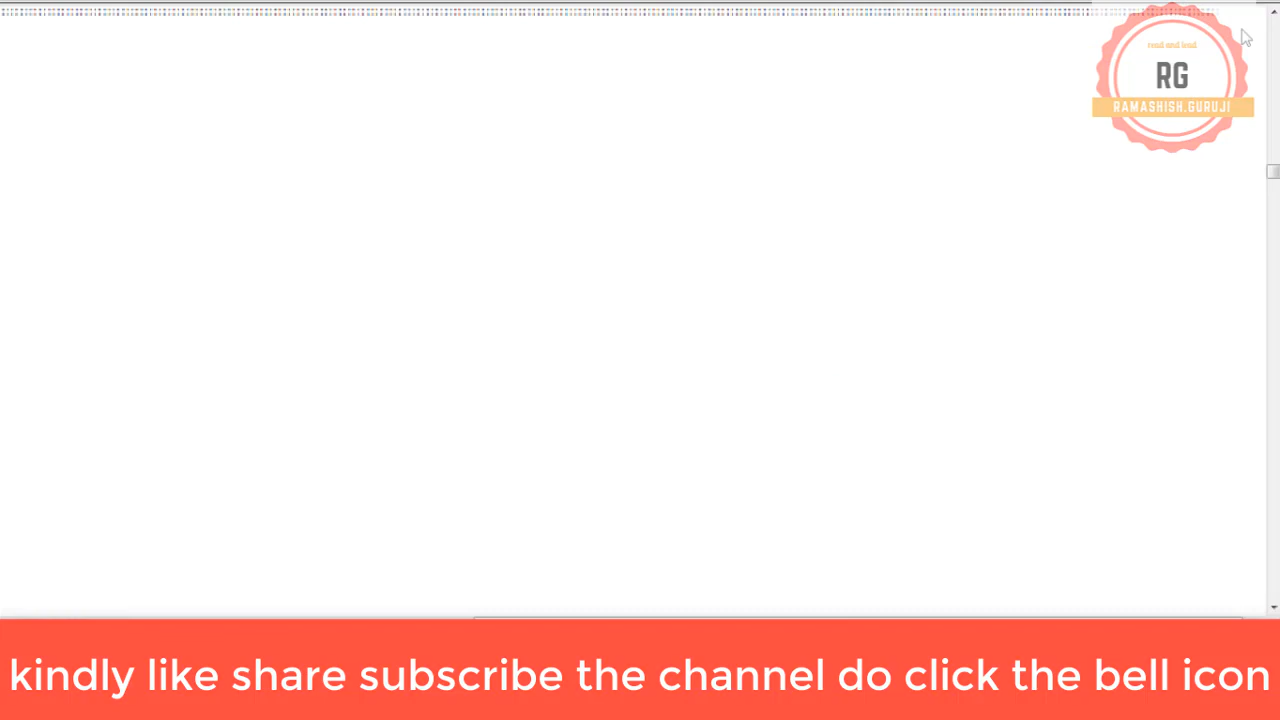 read and lead
RG
RAMASHISH.GURUJI
kindly like share subscribe the channel do click the bell icon